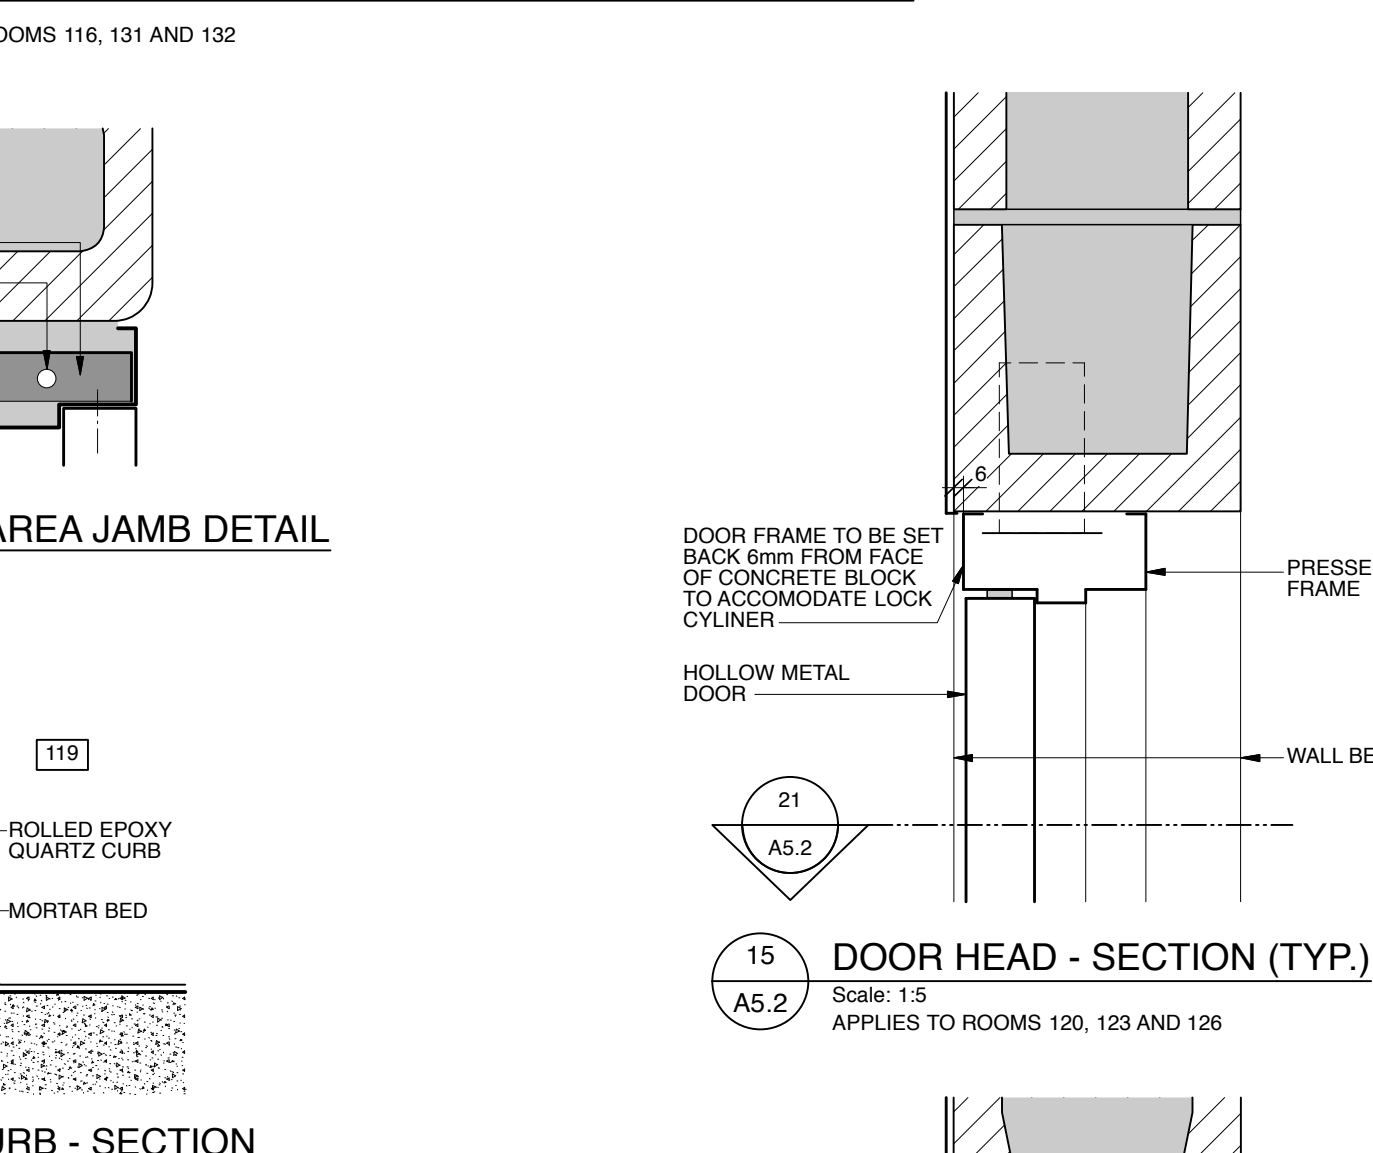 ROOMS 116, 131 AND 132
AREA JAMB DETAIL
6
DOOR FRAME TO BE SET
BACK 6mm FROM FACE
OF CONCRETE BLOCK
TO ACCOMODATE LOCK
CYLINER
HOLLOW METAL
DOOR
PRESSE
FRAME
WALL BE
119
ROLLED EPOXY
QUARTZ CURB
MORTAR BED
21
A5.2
15
A5.2
DOOR HEAD - SECTION (TYP.)
Scale: 1:5
APPLIES TO ROOMS 120, 123 AND 126
URB - SECTION